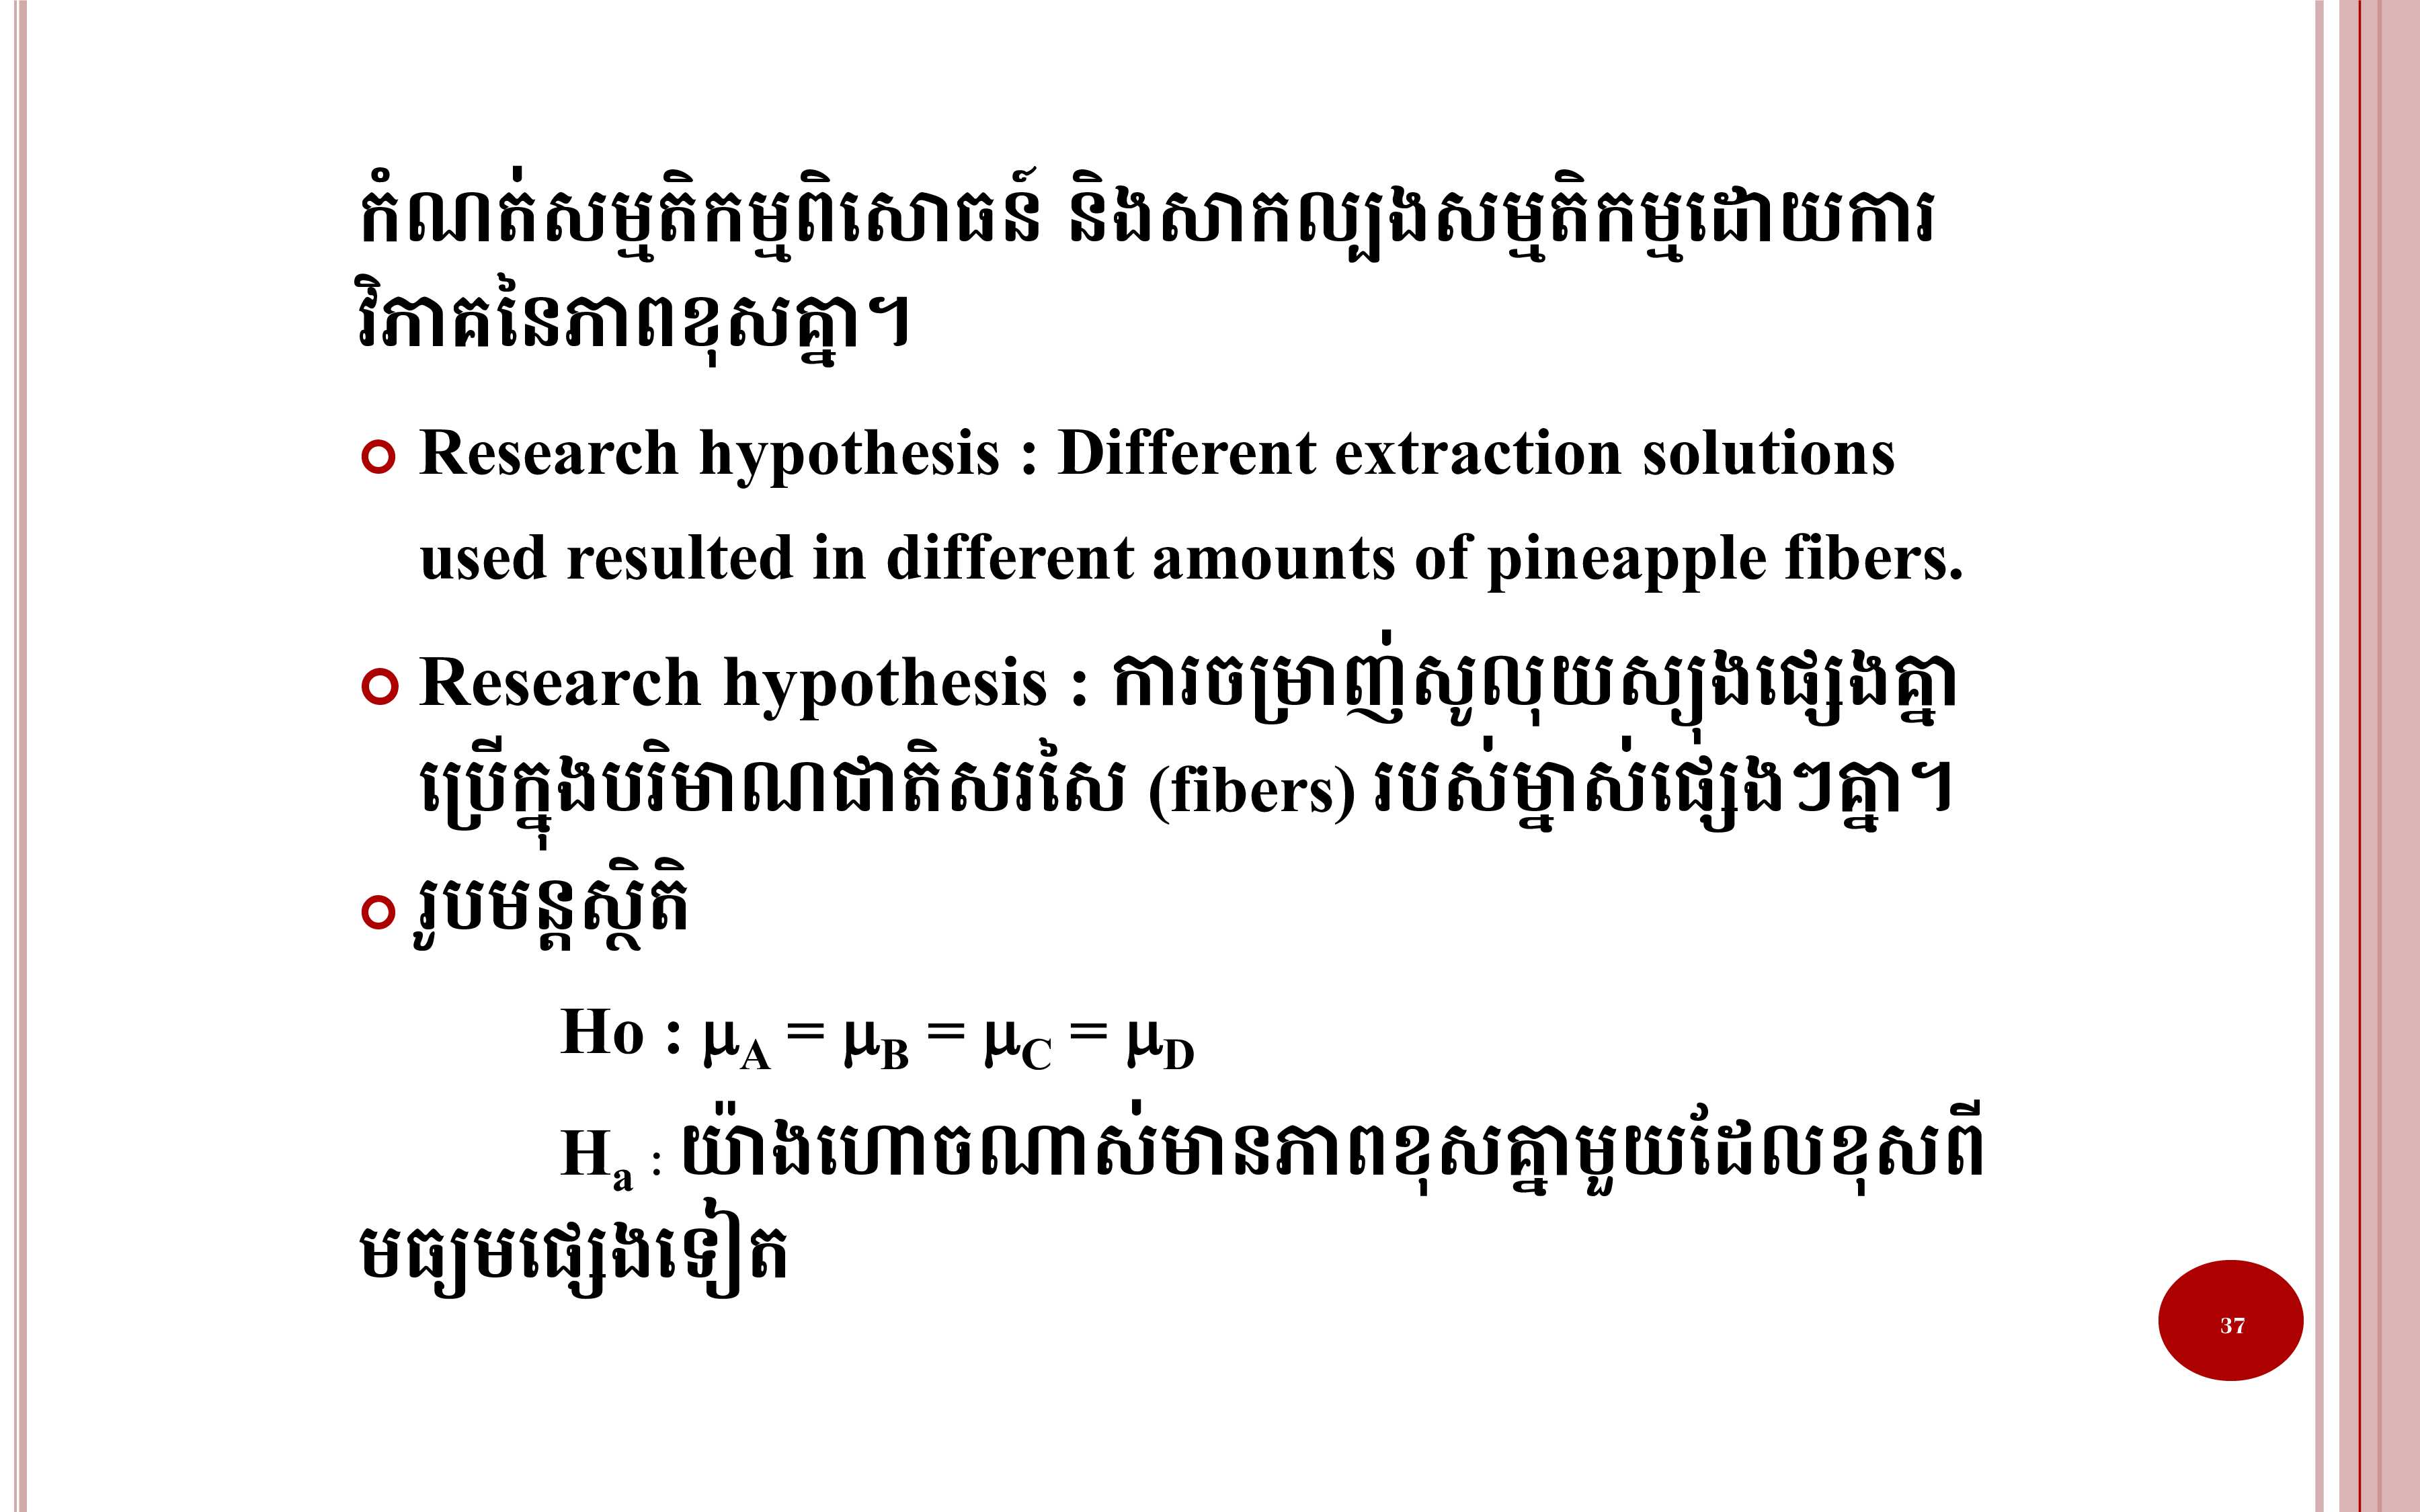 កំណត់សម្មតិកម្មពិសោធន៍ និងសាកល្បងសម្មតិកម្មដោយការ
វិភាគនៃភាពខុសគ្នា។
Research hypothesis : Different extraction solutions
used resulted in different amounts of pineapple fibers.
Research hypothesis : ការចម្រាញ់សូលុយស្យុងផ្សេងគ្នា
ប្រើក្នុងបរិមាណជាតិសរសៃ (fibers) របស់ម្នាស់ផ្សេងៗគ្នា។
រូបមន្តស្ថិតិ
Ho : μA = μB = μC = μD
Ha : យ៉ាងហោចណាស់មានភាពខុសគ្នាមួយដែលខុសពី
មធ្យមផ្សេងទៀត
37